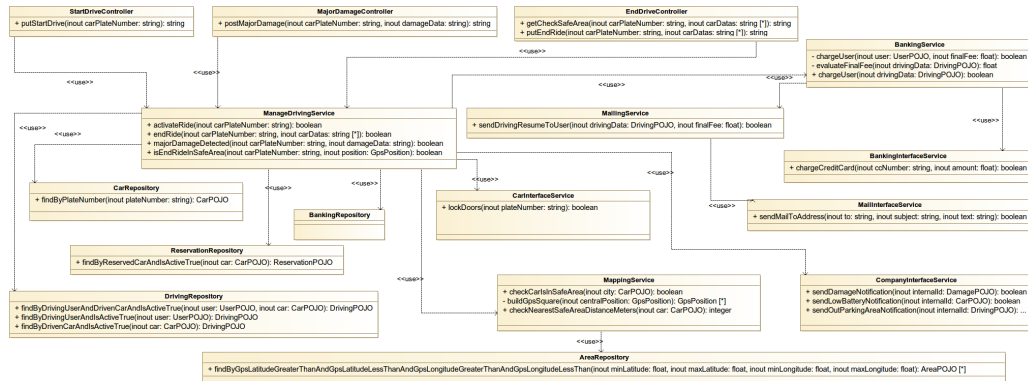 StartDriveController
+ putStartDrive(inout carPlateNumber: string): string
MajorDamageController
+ postMajorDamage(inout carPlateNumber: string, inout damageData: string): string
EndDriveController
+ getCheckSafeArea(inout carPlateNumber: string, inout carDatas: string [*]): string
+ putEndRide(inout carPlateNumber: string, inout carDatas: string [*]): string
BankingService
- chargeUser(inout user: UserPOJO, inout finalFee: float): boolean
- evaluateFinalFee(inout drivingData: DrivingPOJO): float
+ chargeUser(inout drivingData: DrivingPOJO): boolean
<<use>>
<<use>>
<<use>>
<<use>>
<<use>>
ManageDrivingService
+ activateRide(inout carPlateNumber: string): boolean
+ endRide(inout carPlateNumber: string, inout carDatas: string [*]): boolean
+ majorDamageDetected(inout carPlateNumber: string, inout damageData: string): boolean
+ isEndRideInSafeArea(inout carPlateNumber: string, inout position: GpsPosition): boolean
MailingService
+ sendDrivingResumeToUser(inout drivingData: DrivingPOJO, inout finalFee: float): boolean
<<use>>
<<use>>
<<use>>
BankingInterfaceService
+ chargeCreditCard(inout ccNumber: string, inout amount: float): boolean
CarRepository
+ findByPlateNumber(inout plateNumber: string): CarPOJO
<<use>>
<<use>>
<<use>>
CarInterfaceService
+ lockDoors(inout plateNumber: string): boolean
<<use>>
MailInterfaceService
+ sendMailToAddress(inout to: string, inout subject: string, inout text: string): boolean
BankingRepository
ReservationRepository
+ findByReservedCarAndIsActiveTrue(inout car: CarPOJO): ReservationPOJO
<<use>>
<<use>>
MappingService
+ checkCarIsInSafeArea(inout city: CarPOJO): boolean
- buildGpsSquare(inout centralPosition: GpsPosition): GpsPosition [*]
+ checkNearestSafeAreaDistanceMeters(inout car: CarPOJO): integer
CompanyInterfaceService
+ sendDamageNotification(inout internalId: DamagePOJO): boolean
+ sendLowBatteryNotification(inout internalId: CarPOJO): boolean
+ sendOutParkingAreaNotification(inout internalId: DrivingPOJO): ...
DrivingRepository
+ findByDrivingUserAndDrivenCarAndIsActiveTrue(inout user: UserPOJO, inout car: CarPOJO): DrivingPOJO
+ findByDrivingUserAndIsActiveTrue(inout user: UserPOJO): DrivingPOJO
+ findByDrivenCarAndIsActiveTrue(inout car: CarPOJO): DrivingPOJO
<<use>>
AreaRepository
+ findByGpsLatitudeGreaterThanAndGpsLatitudeLessThanAndGpsLongitudeGreaterThanAndGpsLongitudeLessThan(inout minLatitude: float, inout maxLatitude: float, inout minLongitude: float, inout maxLongitude: float): AreaPOJO [*]